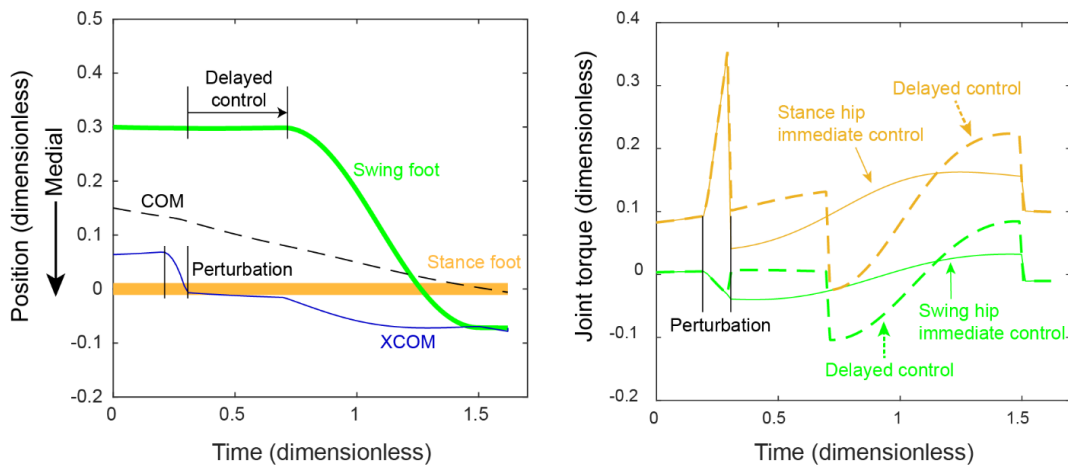 0.5
0.4
0.3
0.2
0.1
0
-0.1
-0.2
Position (dimensionless)
Medial
Delayed
control
Swing foot
COM
Perturbation
Stance foot
XCOM
0
0.5
1
1.5
Time (dimensionless)
0.4
0.3
0.2
0.1
0
-0.1
-0.2
Joint torque (dimensionless)
Delayed control
Stance hip
immediate control
Perturbation
Swing hip
immediate control
Delayed control
0
0.5
1
1.5
Time (dimensionless)